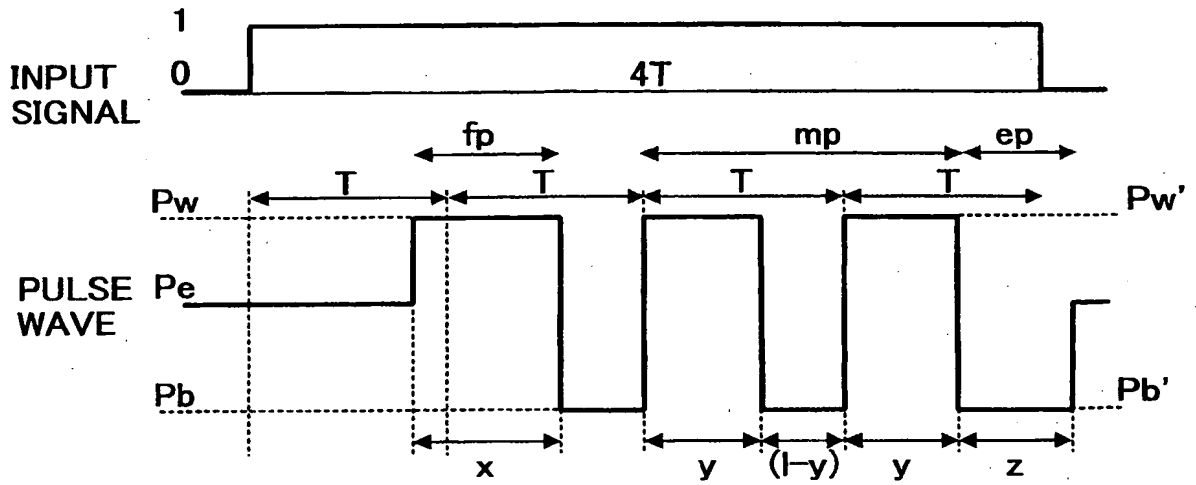 1
INPUT
SIGNAL
0
4T
fp
mp
ep
T
T
T
T
Pw
Pw'
PULSE
WAVE
Pe
Pb
Pb'
x
y
(l-y)
y
z